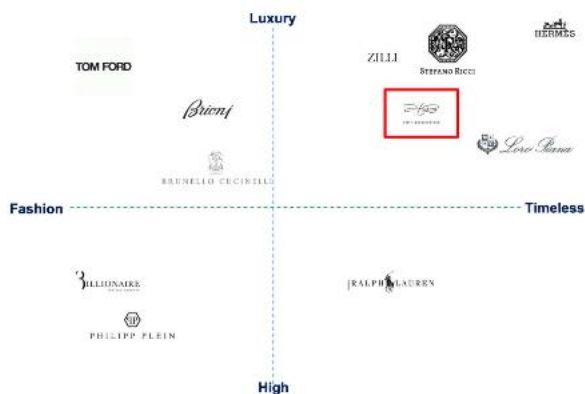 Luxury
HERMÈS
ZILLI
STEFANO RICCI
TOM FORD
Brioni
Loro Piana
BRUNELLO CUCINELLI
Fashion
Timeless
BILLIONAIRE
RALPH LAUREN
PHILIPP PLEIN
High